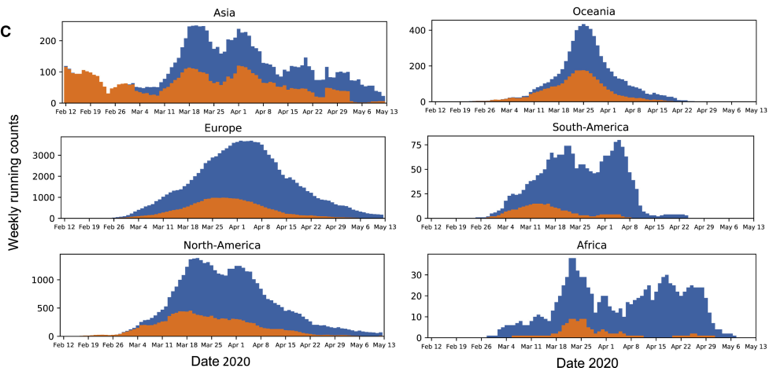 C
Weekly running counts
Asia
200
100
0
Feb 12 Feb 19 Feb 26 Mar 4 Mar 11 Mar 18 Mar 25 Apr 1 Apr 8 Apr 15 Apr 22 Apr 29 May 6 May 13
Oceania
400
200
0
Feb 12 Feb 19 Feb 26 Mar 4 Mar 11 Mar 18 Mar 25 Apr 1 Apr 8 Apr 15 Apr 22 Apr 29 May 6 May 13
Europe
3000
2000
1000
0
Feb 12 Feb 19 Feb 26 Mar 4 Mar 11 Mar 18 Mar 25 Apr 1 Apr 8 Apr 15 Apr 22 Apr 29 May 6 May 13
South-America
75
50
25
0
Feb 12 Feb 19 Feb 26 Mar 4 Mar 11 Mar 18 Mar 25 Apr 1 Apr 8 Apr 15 Apr 22 Apr 29 May 6 May 13
North-America
1000
500
0
Feb 12 Feb 19 Feb 26 Mar 4 Mar 11 Mar 18 Mar 25 Apr 1 Apr 8 Apr 15 Apr 22 Apr 29 May 6 May 13
Date 2020
Africa
30
20
10
0
Feb 12 Feb 19 Feb 26 Mar 4 Mar 11 Mar 18 Mar 25 Apr 1 Apr 8 Apr 15 Apr 22 Apr 29 May 6 May 13
Date 2020